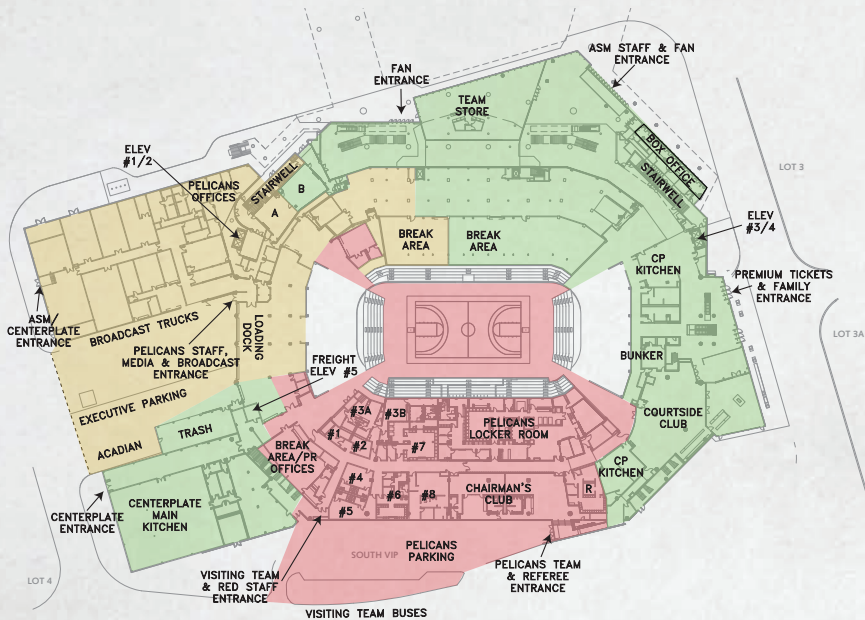 ASM STAFF & FAN
ENTRANCE
FAN
ENTRANCE
TEAM
STORE
ELEV
#1/2
PELICANS
OFFICES
STAIRWELL
A
B
BOX OFFICE
STAIRWELL
LOT 3
BREAK
AREA
BREAK
AREA
ELEV
#3/4
CP
KITCHEN
PREMIUM TICKETS
& FAMILY
ENTRANCE
ASM/
CENTERPLATE
ENTRANCE
BROADCAST TRUCKS
LOADING
DOCK
PELICANS STAFF,
MEDIA & BROADCAST
ENTRANCE
FREIGHT
ELEV #5
BUNKER
LOT 3A
EXECUTIVE PARKING
ACADIAN
TRASH
#3A
#3B
#1
#2
#7
PELICANS
LOCKER ROOM
COURTSIDE
CLUB
BREAK
AREA/PR
OFFICES
#4
#5
#6
#8
CHAIRMAN'S
CLUB
R
CP
KITCHEN
CENTERPLATE
ENTRANCE
CENTERPLATE
MAIN
KITCHEN
SOUTH VIP
PELICANS
PARKING
PELICANS TEAM
& REFEREE
ENTRANCE
LOT 4
VISITING TEAM
& RED STAFF
ENTRANCE
VISITING TEAM BUSES